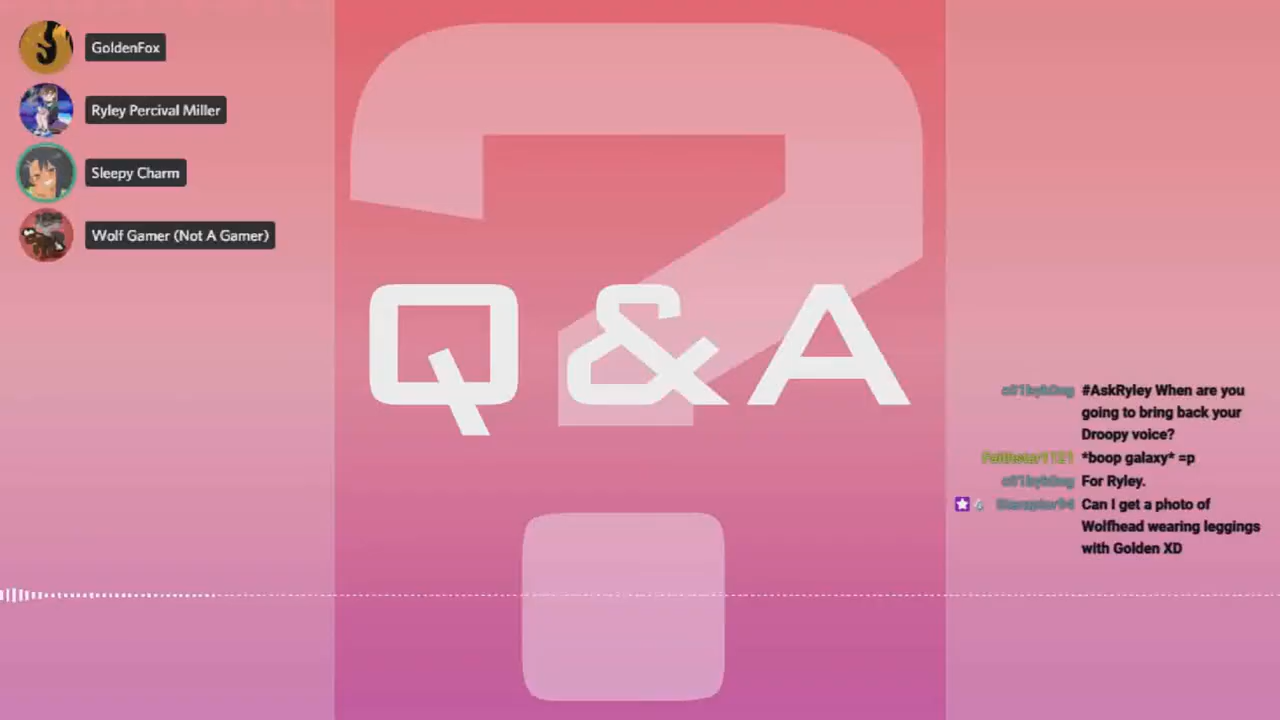 GoldenFox
Ryley Percival Miller
Sleepy Charm
Wolf Gamer (Not A Gamer)
?
Q & A
#AskRyley When are you
going to bring back your
Droopy voice?
*boop galaxy* =p
For Ryley.
4 Can I get a photo of
Wolfhead wearing leggings
with Golden XD